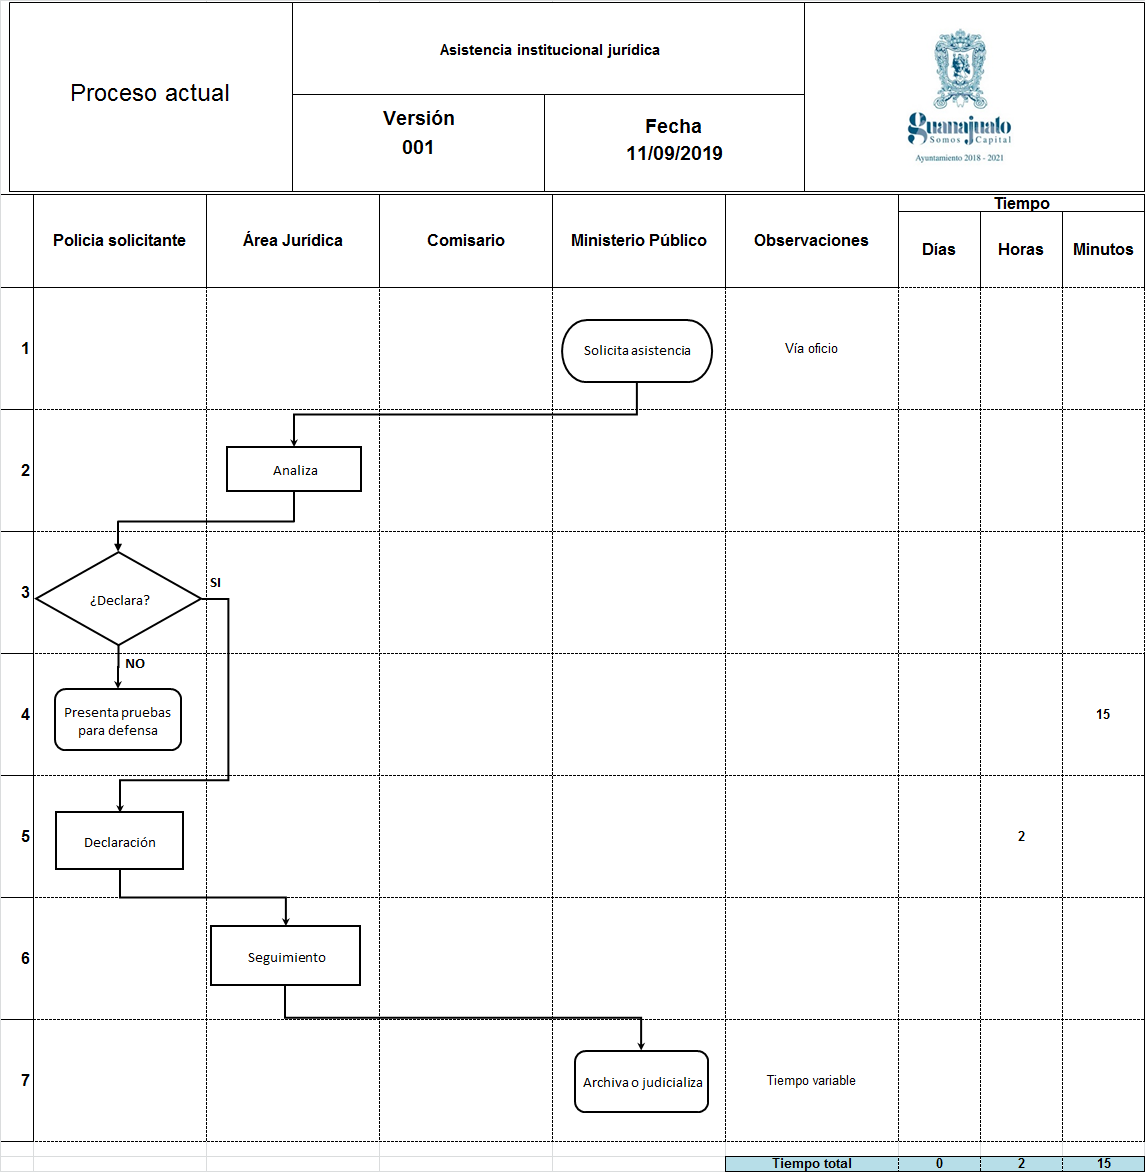 Proceso actual
Asistencia institucional jurídica
Versión
001
Fecha
11/09/2019
guanajuato
Somos Capital
Ayuntamiento 2018 - 2021
Tiempo
Policia solicitante
Área Jurídica
Comisario
Ministerio Público
Observaciones
Días
Horas
Minutos
1
Solicita asistencia
Vía oficio
2
Analiza
3
¿Declara?
SI
NO
4
Presenta pruebas
para defensa
15
5
Declaración
2
6
Seguimiento
7
Archiva o judicializa
Tiempo variable
Tiempo total
0
2
15